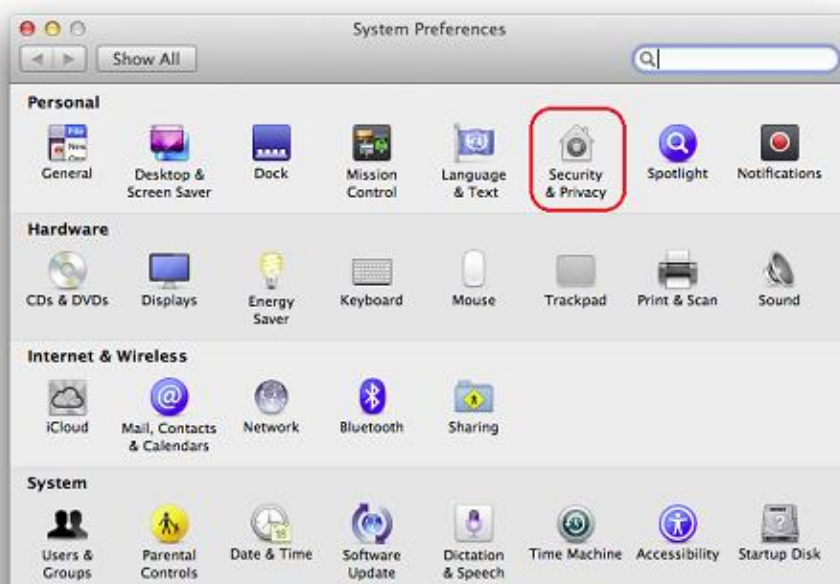 System Preferences
Show All
Personal
General
Desktop & Screen Saver
Dock
Mission Control
Language & Text
Security & Privacy
Spotlight
Notifications
Hardware
CDs & DVDs
Displays
Energy Saver
Keyboard
Mouse
Trackpad
Print & Scan
Sound
Internet & Wireless
iCloud
Mail, Contacts & Calendars
Network
Bluetooth
Sharing
System
Users & Groups
Parental Controls
Date & Time
Software Update
Dictation & Speech
Time Machine
Accessibility
Startup Disk